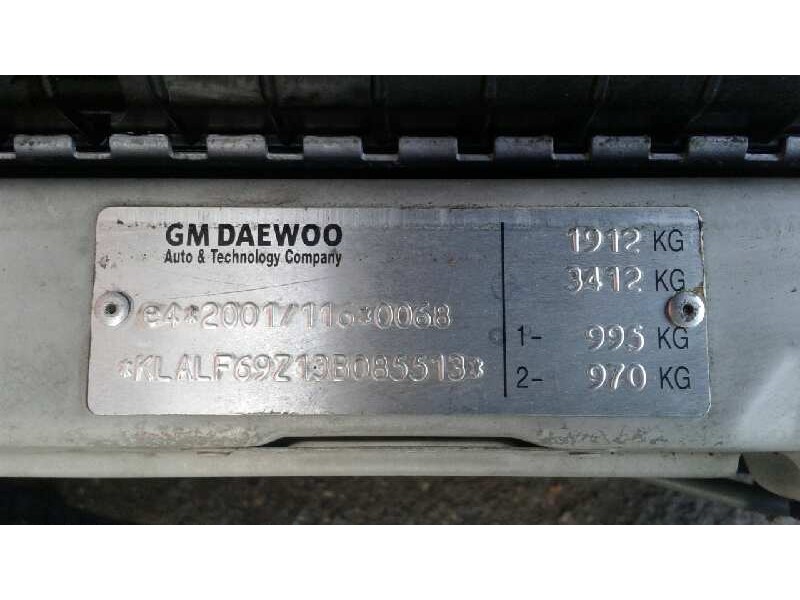 GM DAEWOO
Auto & Technology Company
e4*2001/116*0068
*KLALF69Z13B085513*
1912 KG
3412 KG
1- 995 KG
2- 970 KG